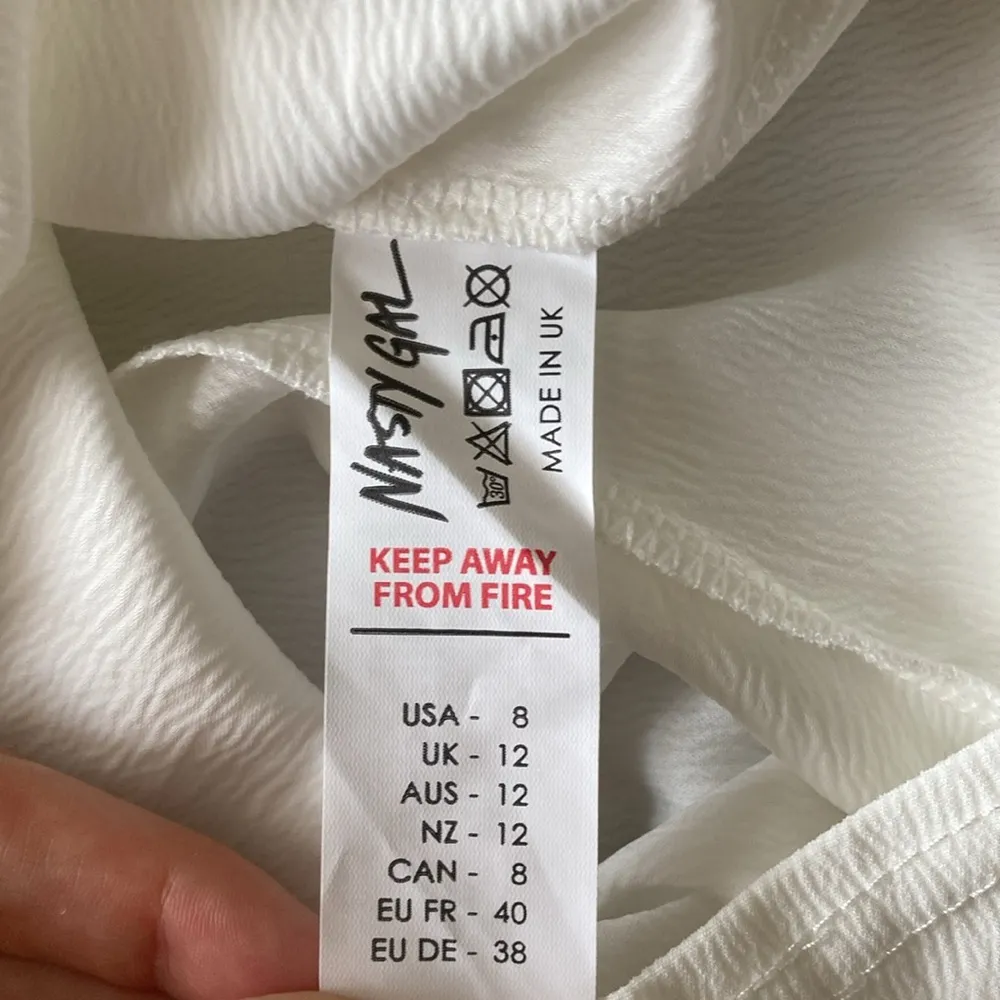 NASTY GAL
30°
MADE IN UK
KEEP AWAY
FROM FIRE
USA - 8
UK - 12
AUS - 12
NZ - 12
CAN - 8
EU FR - 40
EU DE - 38